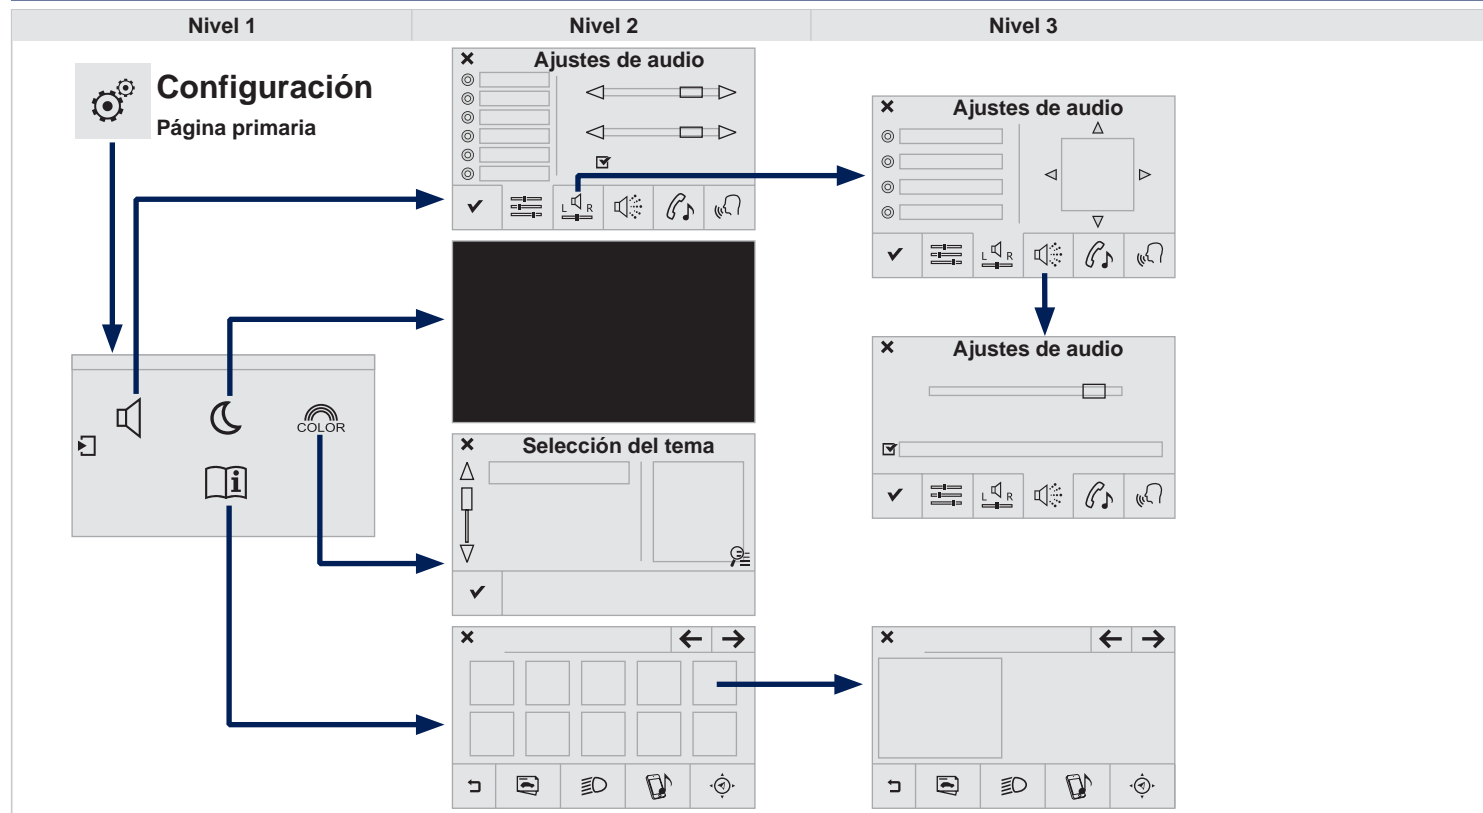 Nivel 1
Nivel 2
Nivel 3
Configuración
Página primaria
Ajustes de audio
L R
Ajustes de audio
L R
Ajustes de audio
L R
COLOR
i
Selección del tema